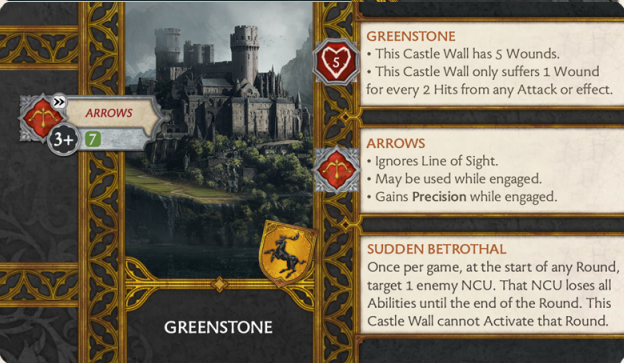 ARROWS
3+ 7
GREENSTONE
5
GREENSTONE
• This Castle Wall has 5 Wounds.
• This Castle Wall only suffers 1 Wound
for every 2 Hits from any Attack or effect.
ARROWS
• Ignores Line of Sight.
• May be used while engaged.
• Gains Precision while engaged.
SUDDEN BETROTHAL
Once per game, at the start of any Round,
target 1 enemy NCU. That NCU loses all
Abilities until the end of the Round. This
Castle Wall cannot Activate that Round.